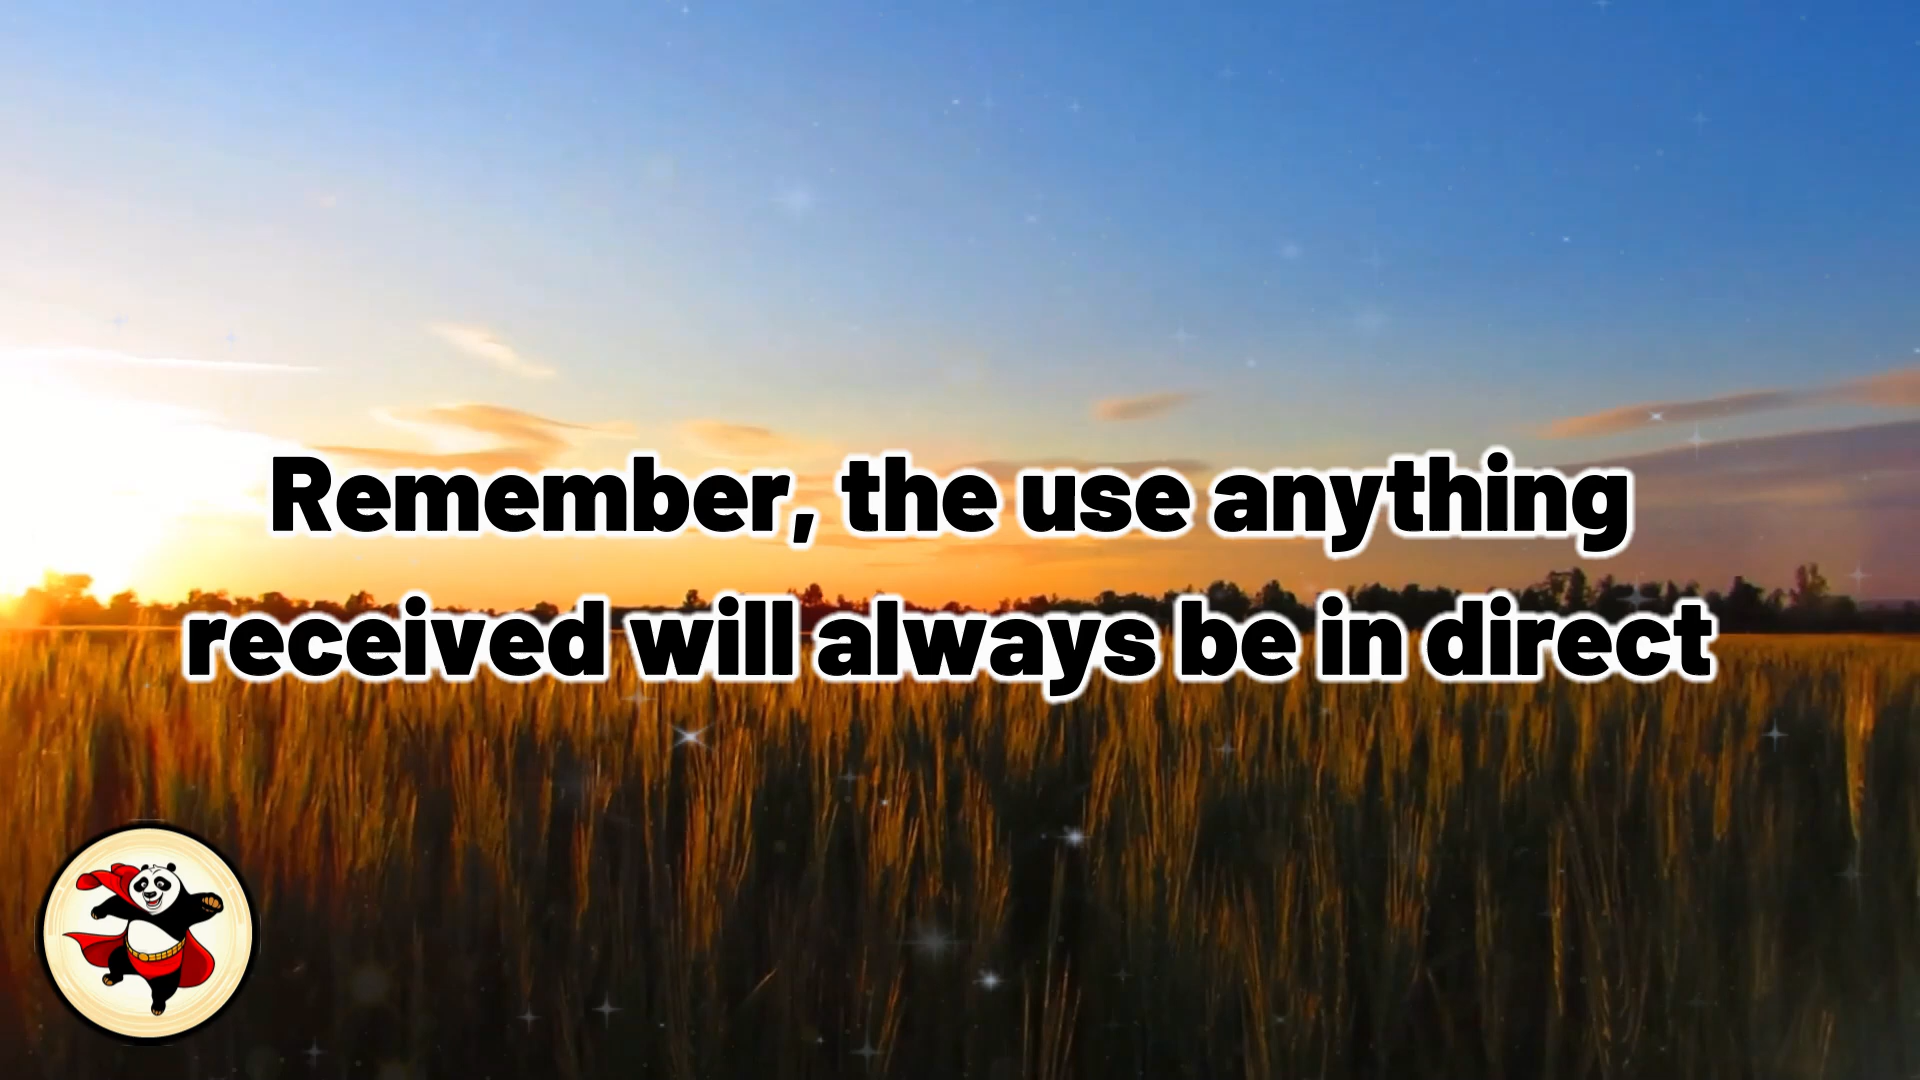 Remember, the use anything
received will always be in direct